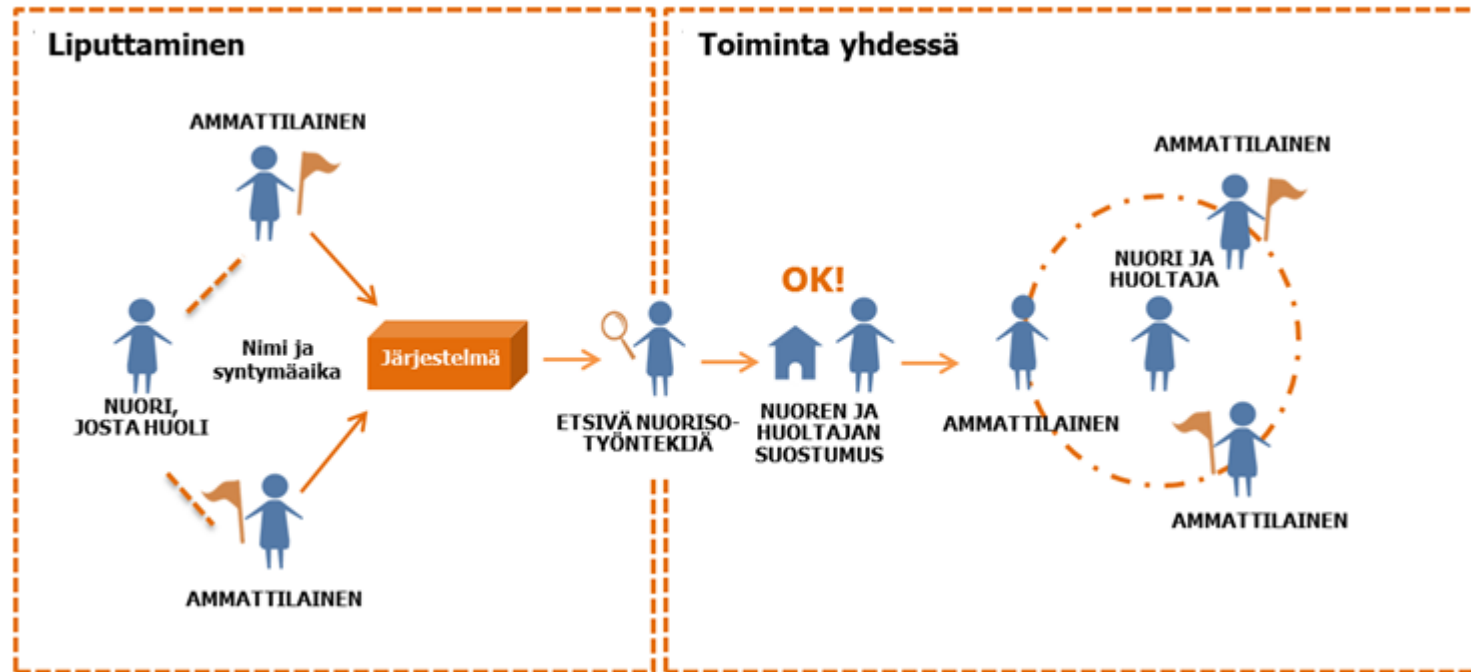 Liputtaminen
AMMATTILAINEN
Nimi ja
syntymäaika
Järjestelmä
NUORI,
JOSTA HUOLI
AMMATTILAINEN
ETSIVÄ NUORISO-
TYÖNTEKIJÄ
Toiminta yhdessä
OK!
NUOREN JA
HUOLTAJAN
SUOSTUMUS
AMMATTILAINEN
NUORI JA
HUOLTAJA
AMMATTILAINEN
AMMATTILAINEN